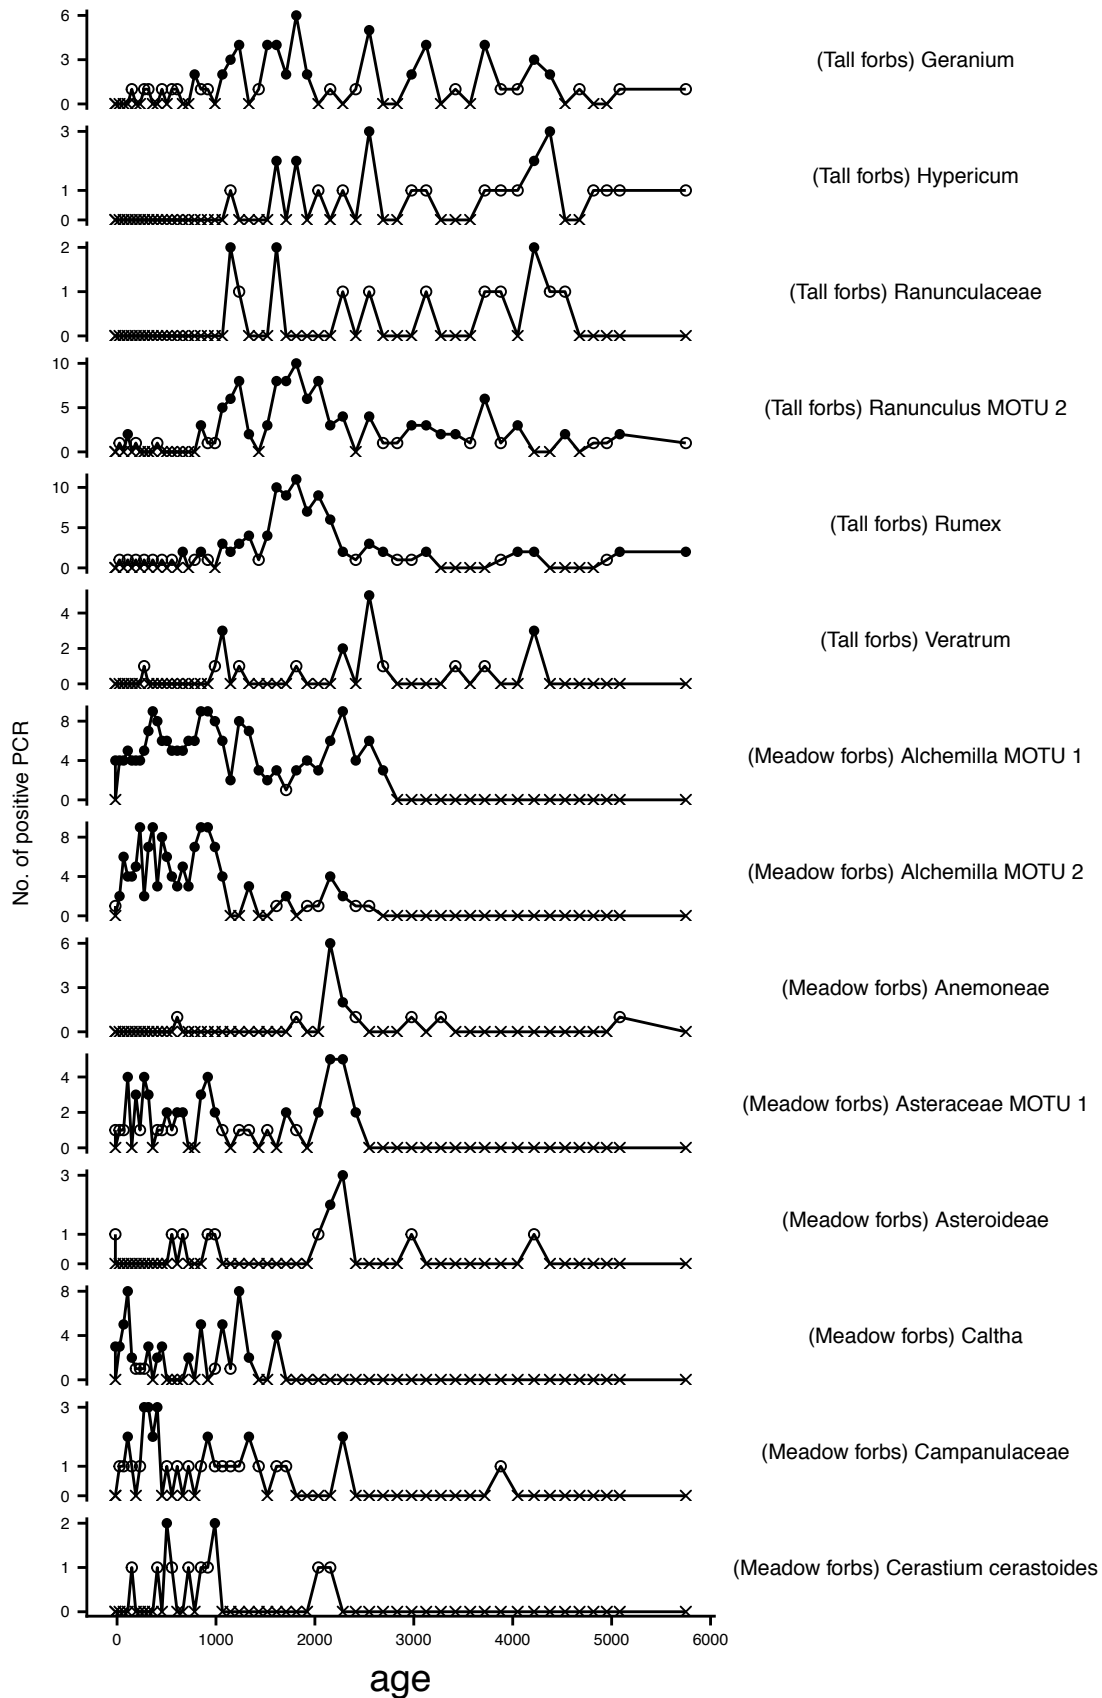 6
3
0
(Tall forbs) Geranium
3
1
0
(Tall forbs) Hypericum
2
1
0
(Tall forbs) Ranunculaceae
10
5
0
(Tall forbs) Ranunculus MOTU 2
10
5
0
(Tall forbs) Rumex
4
2
0
(Tall forbs) Veratrum
No. of positive PCR
8
4
0
(Meadow forbs) Alchemilla MOTU 1
8
4
0
(Meadow forbs) Alchemilla MOTU 2
6
3
0
(Meadow forbs) Anemoneae
4
2
0
(Meadow forbs) Asteraceae MOTU 1
3
1
0
(Meadow forbs) Asteroideae
8
4
0
(Meadow forbs) Caltha
3
1
0
(Meadow forbs) Campanulaceae
2
1
0
(Meadow forbs) Cerastium cerastoides
0 1000 2000 3000 4000 5000 6000
age